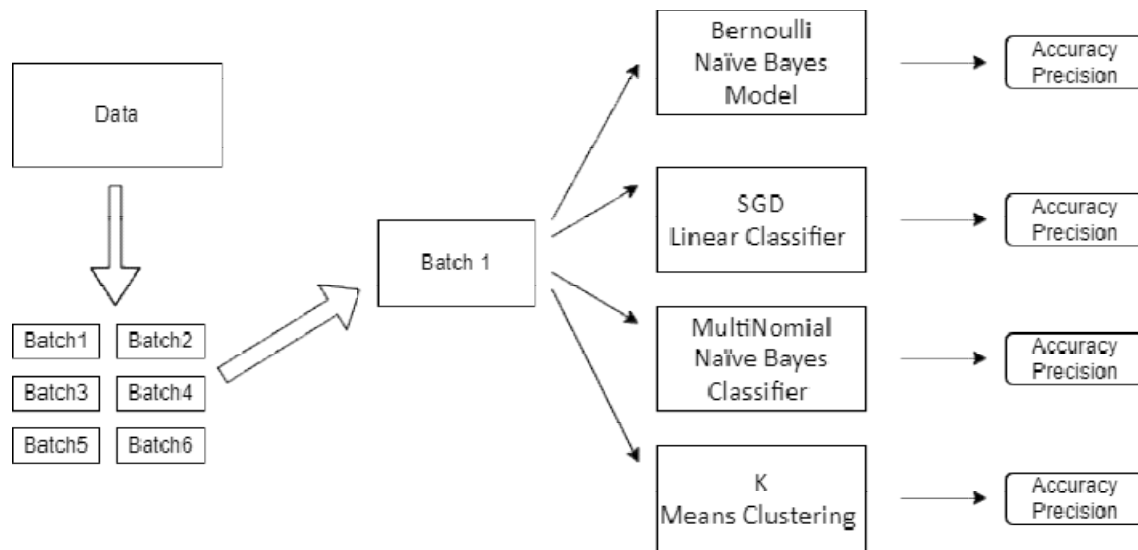 Data
Batch1
Batch2
Batch3
Batch4
Batch5
Batch6
Batch 1
Bernoulli
Naïve Bayes
Model
Accuracy
Precision
SGD
Linear Classifier
Accuracy
Precision
MultiNomial
Naïve Bayes
Classifier
Accuracy
Precision
K
Means Clustering
Accuracy
Precision